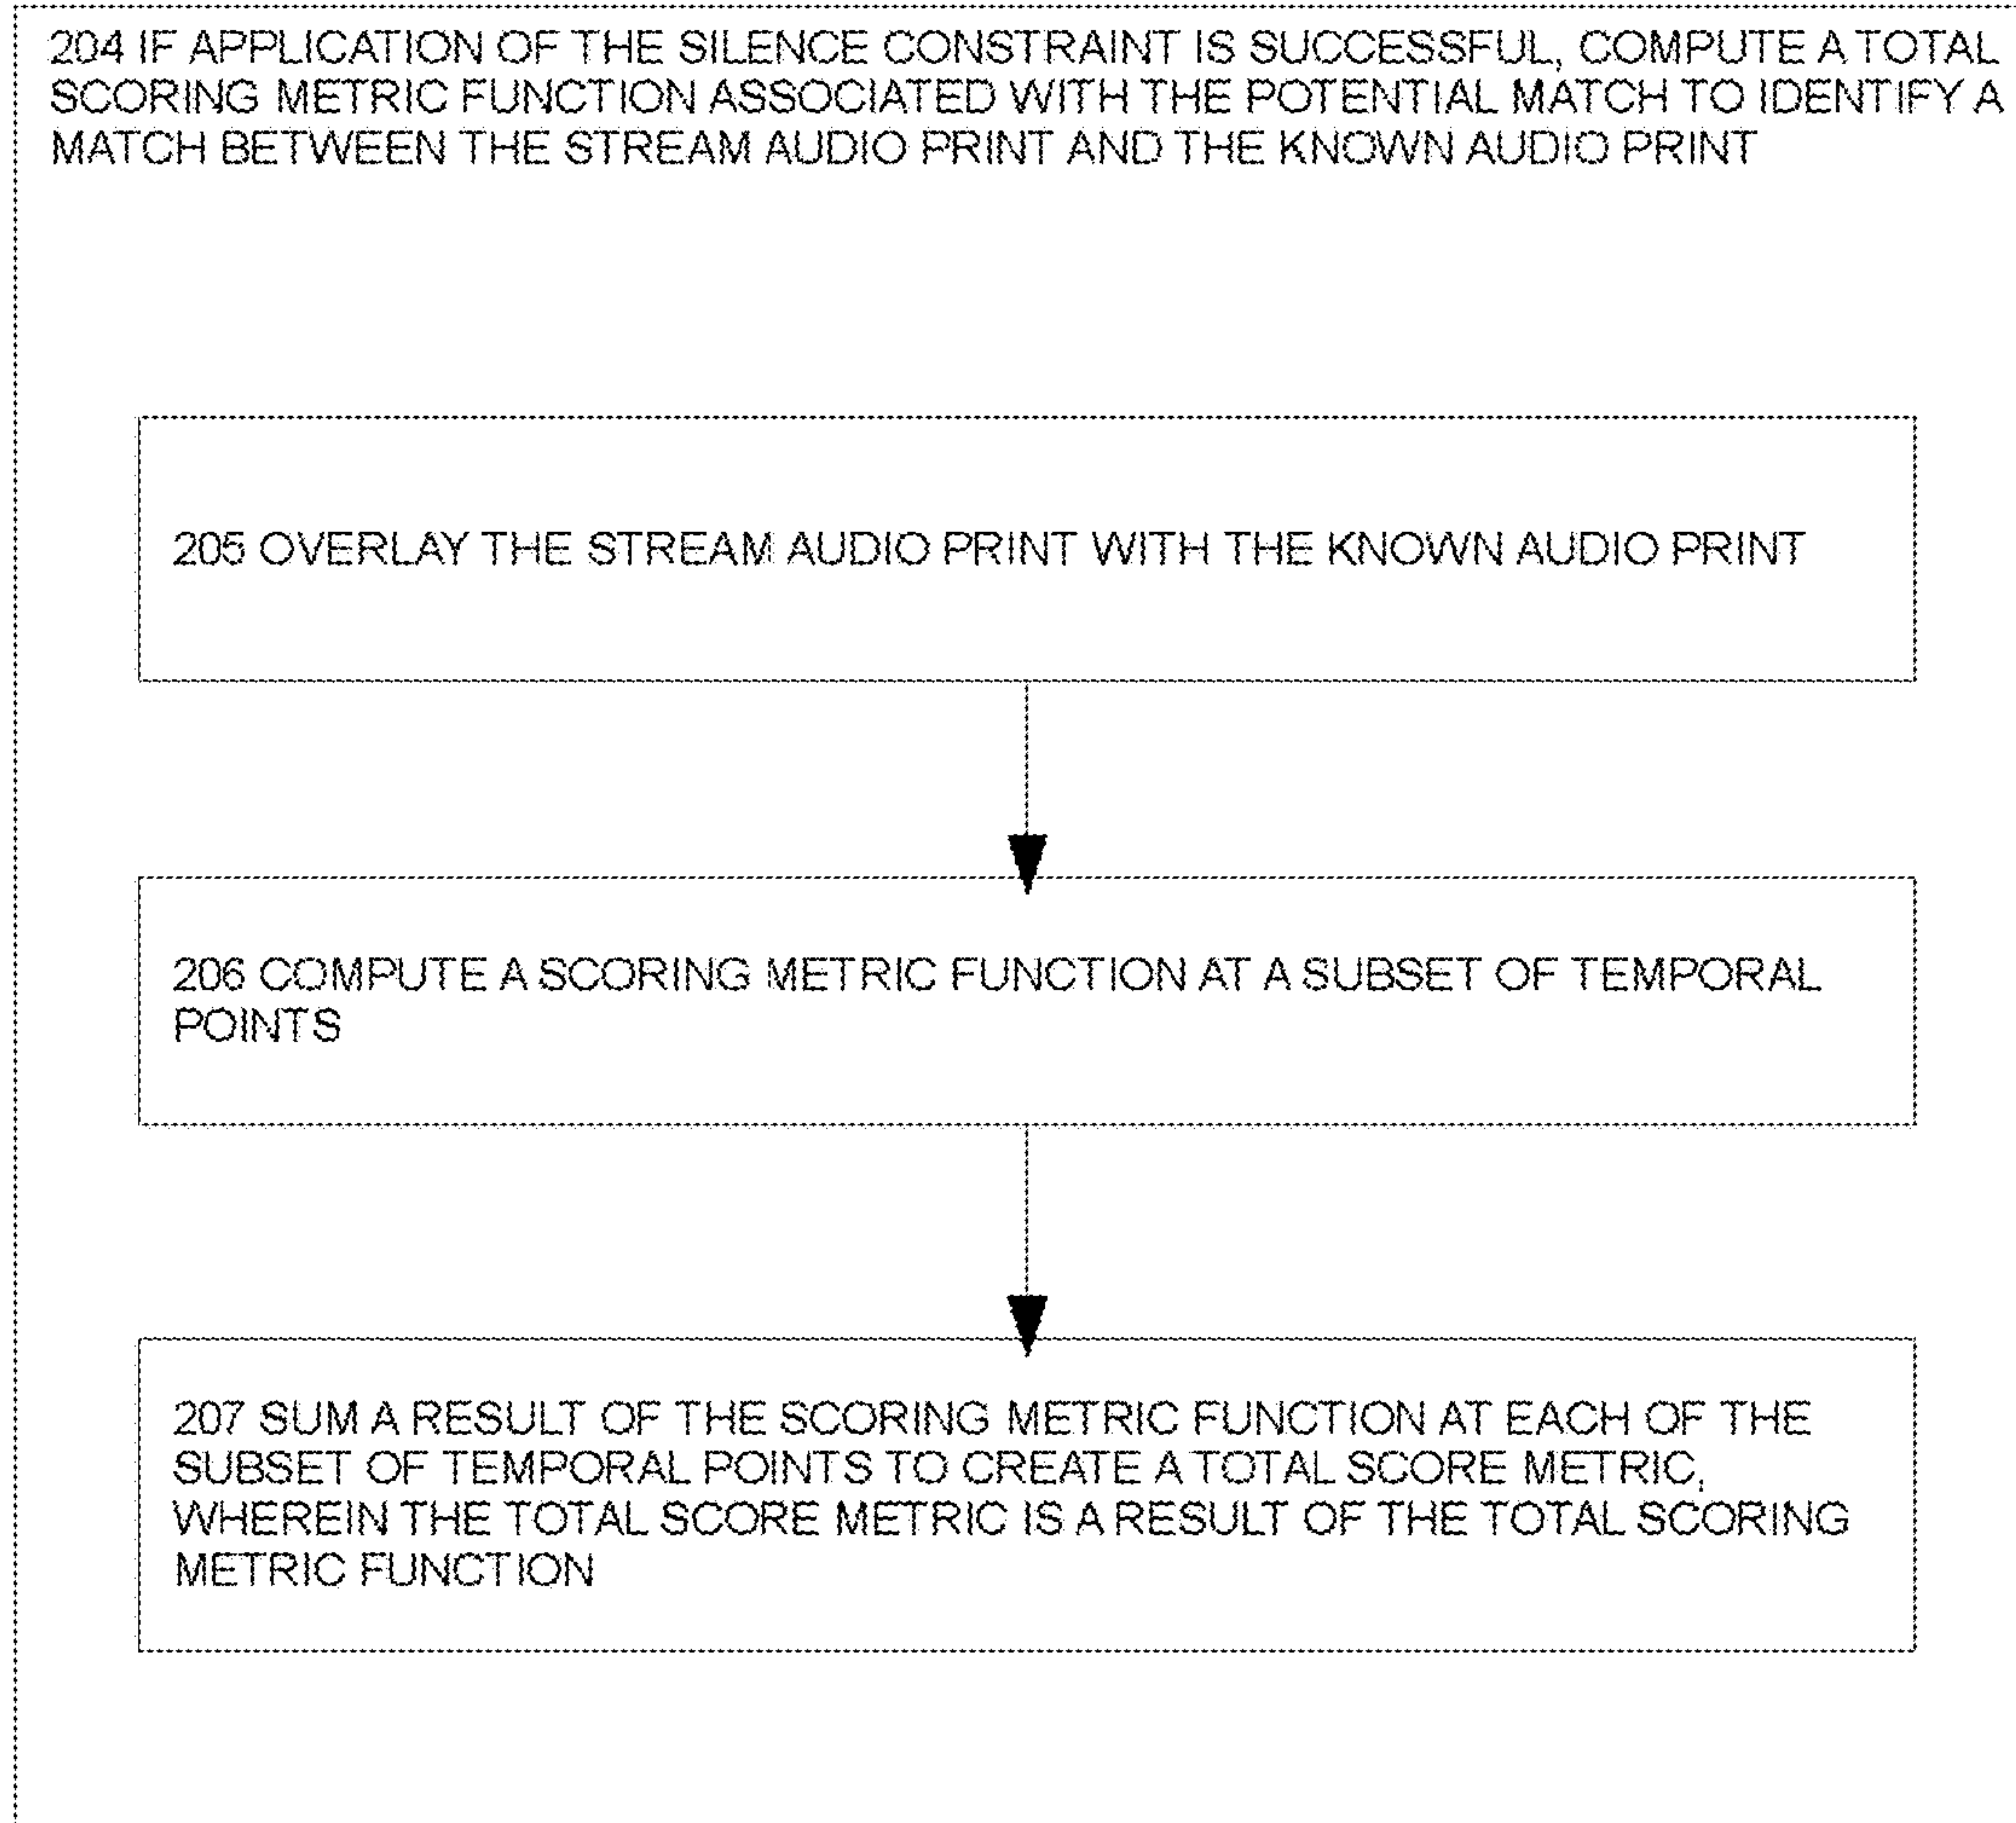 204 IF APPLICATION OF THE SILENCE CONSTRAINT IS SUCCESSFUL, COMPUTE A TOTAL
SCORING METRIC FUNCTION ASSOCIATED WITH THE POTENTIAL MATCH TO IDENTIFY A
MATCH BETWEEN THE STREAM AUDIO PRINT AND THE KNOWN AUDIO PRINT
205 OVERLAY THE STREAM AUDIO PRINT WITH THE KNOWN AUDIO PRINT
206 COMPUTE A SCORING METRIC FUNCTION AT A SUBSET OF TEMPORAL
POINTS
207 SUM A RESULT OF THE SCORING METRIC FUNCTION AT EACH OF THE
SUBSET OF TEMPORAL POINTS TO CREATE A TOTAL SCORE METRIC,
WHEREIN THE TOTAL SCORE METRIC IS A RESULT OF THE TOTAL SCORING
METRIC FUNCTION